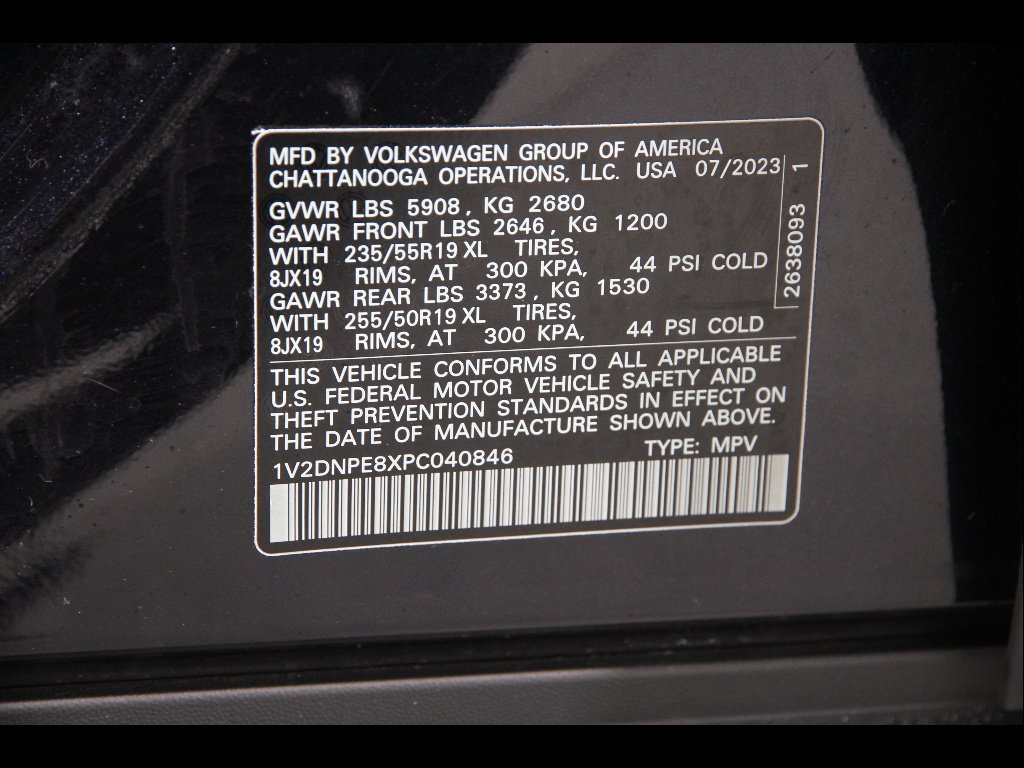 MFD BY VOLKSWAGEN GROUP OF AMERICA
CHATTANOOGA OPERATIONS, LLC. USA 07/2023
GVWR LBS 5908, KG 2680
GAWR FRONT LBS 2646, KG 1200
WITH 235/55R19 XL TIRES,
8JX19 RIMS, AT 300 KPA, 44 PSI COLD
GAWR REAR LBS 3373, KG 1530
WITH 255/50R19 XL TIRES,
8JX19 RIMS, AT 300 KPA, 44 PSI COLD
2638093 1
THIS VEHICLE CONFORMS TO ALL APPLICABLE
U.S. FEDERAL MOTOR VEHICLE SAFETY AND
THEFT PREVENTION STANDARDS IN EFFECT ON
THE DATE OF MANUFACTURE SHOWN ABOVE.
1V2DNPE8XPC040846 TYPE: MPV